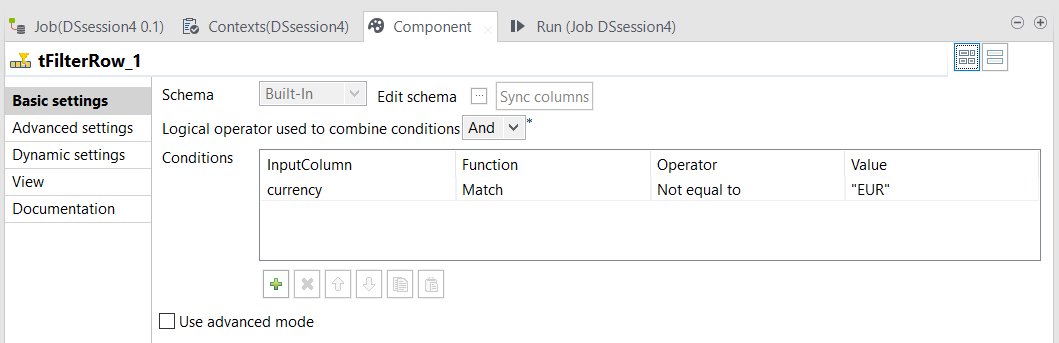 Job(DSsession4 0.1) Contexts(DSsession4) Component Run (Job DSsession4)
tFilterRow_1
Basic settings
Advanced settings
Dynamic settings
View
Documentation
Schema Built-In Edit schema ... Sync columns
Logical operator used to combine conditions And *
Conditions
InputColumn Function Operator Value
currency Match Not equal to "EUR"
Use advanced mode